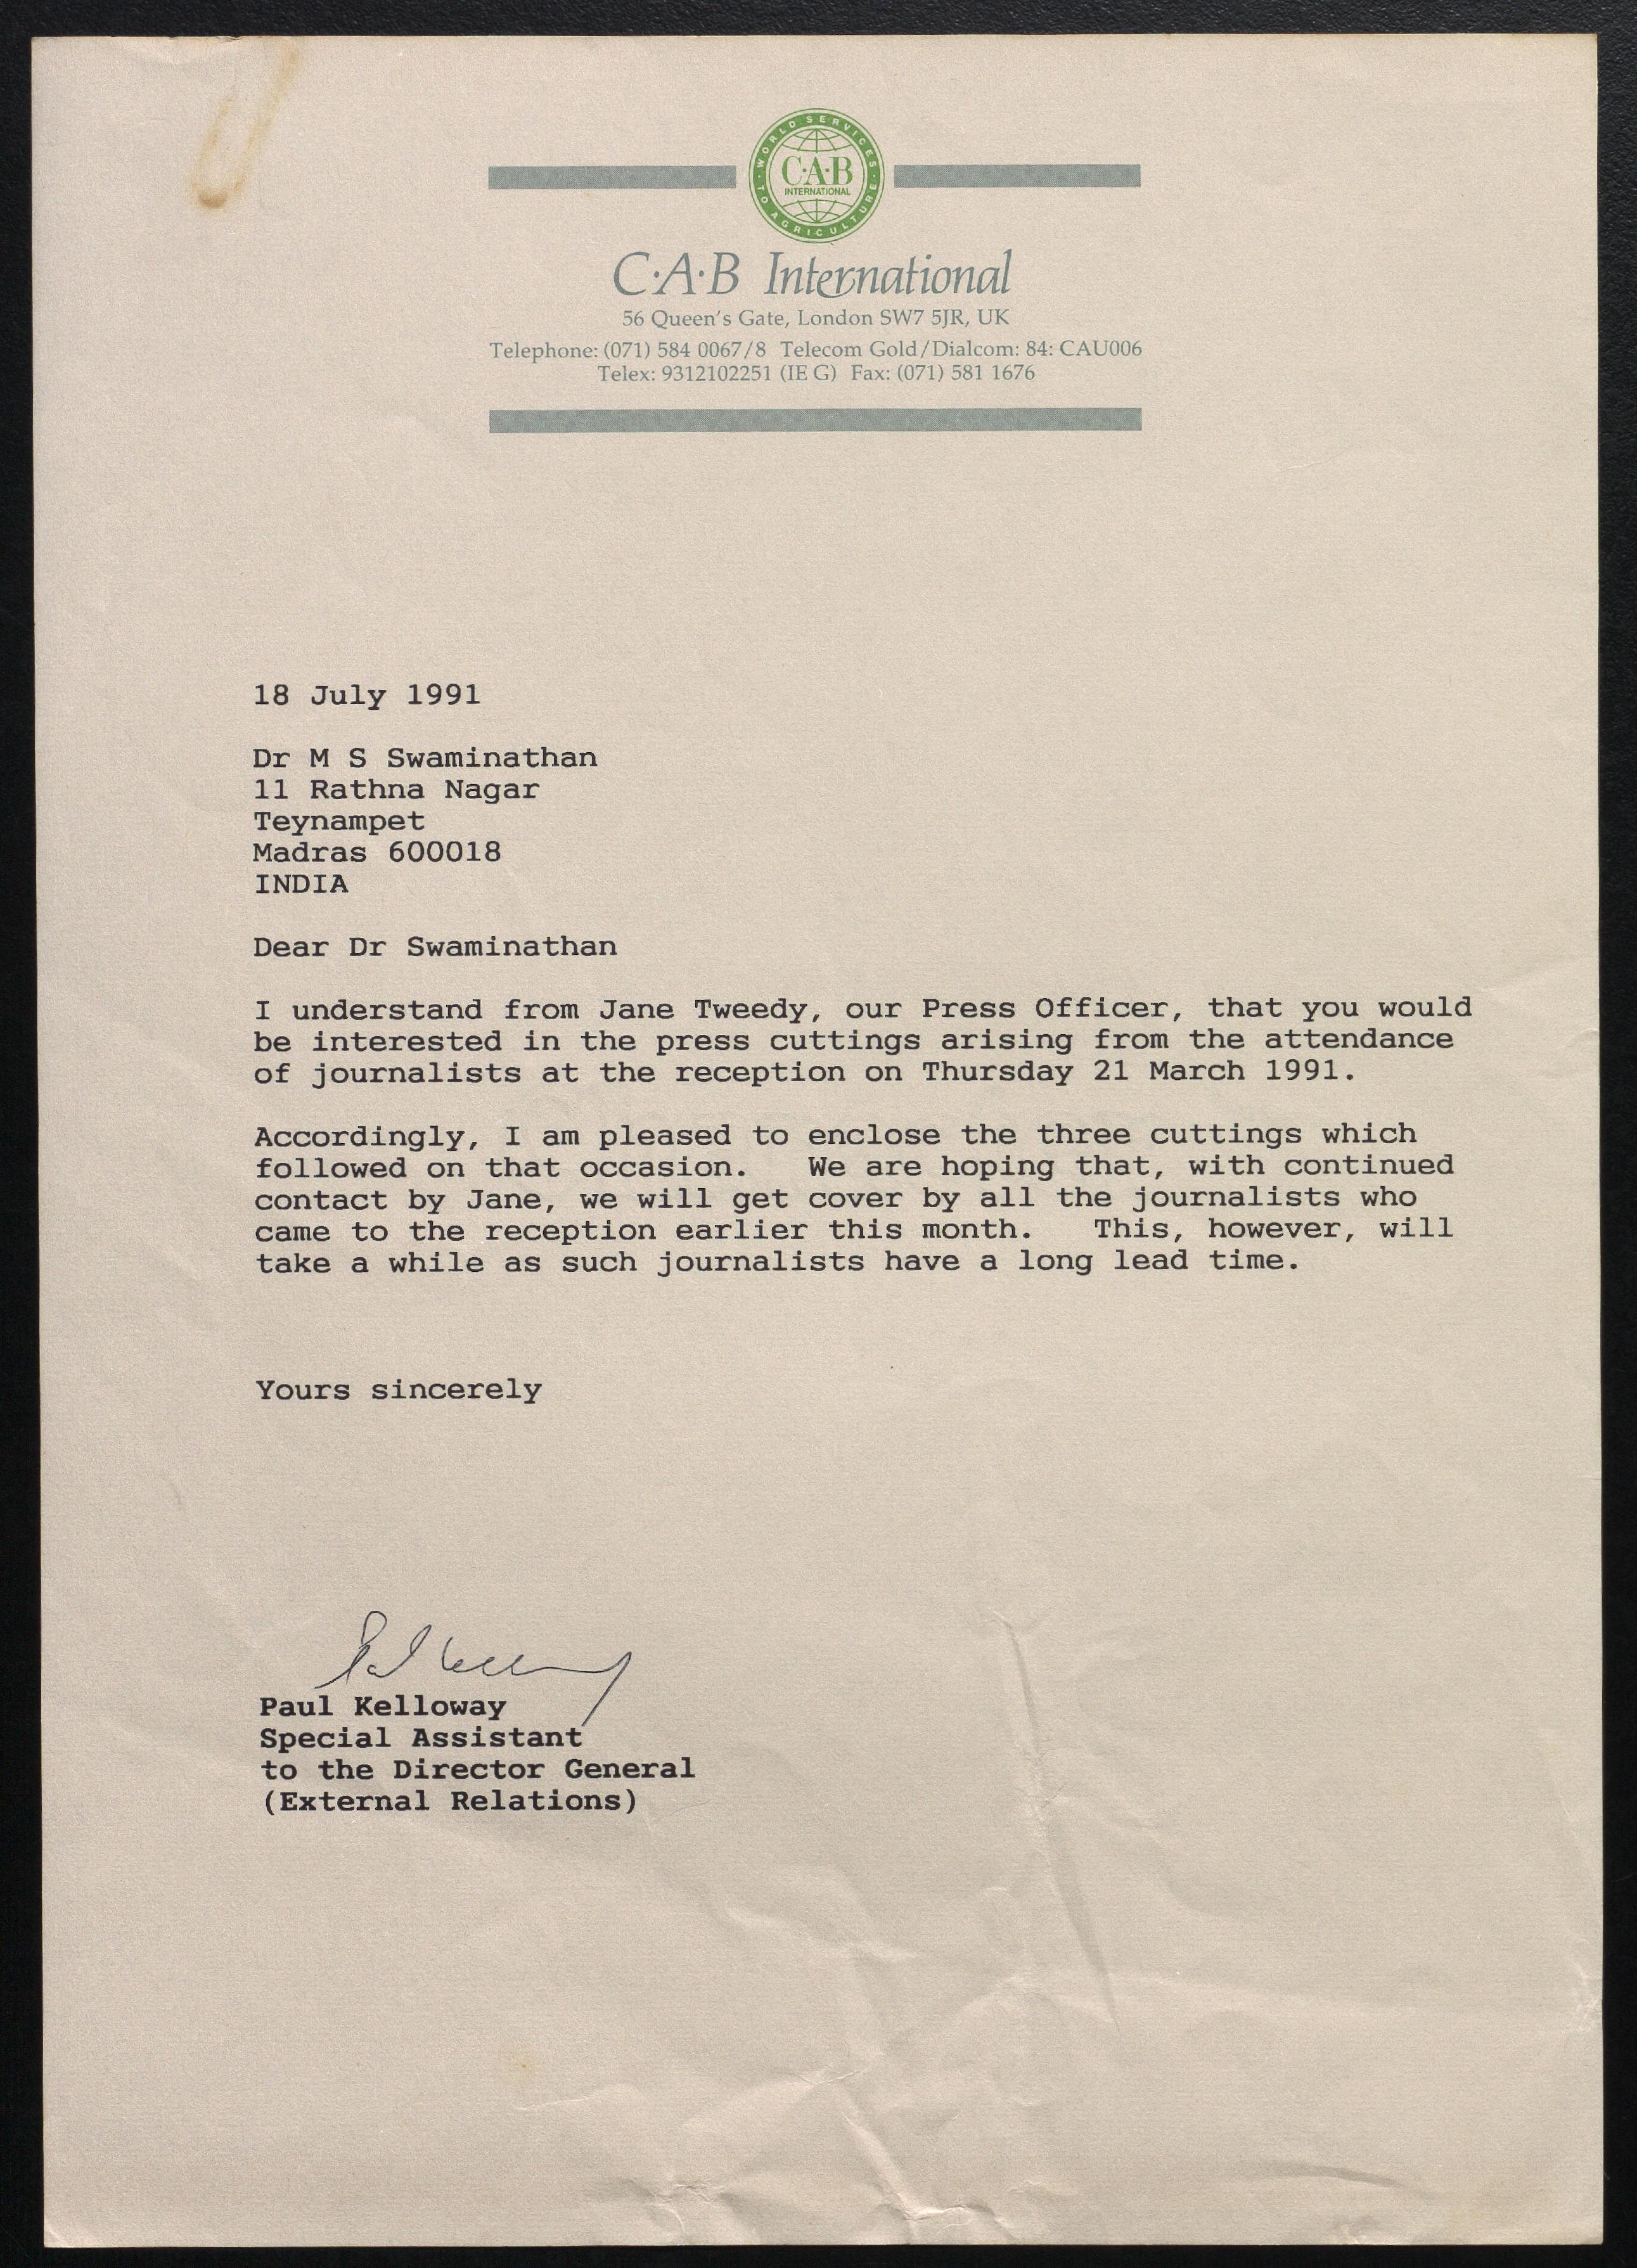 · WORLD SERVICES · TO AGRICULTURE
C·A·B
INTERNATIONAL
C·A·B International
56 Queen's Gate, London SW7 5JR, UK
Telephone: (071) 584 0067/8 Telecom Gold/Dialcom: 84: CAU006
Telex: 9312102251 (IE G) Fax: (071) 581 1676
18 July 1991
Dr M S Swaminathan
11 Rathna Nagar
Teynampet
Madras 600018
INDIA
Dear Dr Swaminathan
I understand from Jane Tweedy, our Press Officer, that you would
be interested in the press cuttings arising from the attendance
of journalists at the reception on Thursday 21 March 1991.
Accordingly, I am pleased to enclose the three cuttings which
followed on that occasion. We are hoping that, with continued
contact by Jane, we will get cover by all the journalists who
came to the reception earlier this month. This, however, will
take a while as such journalists have a long lead time.
Yours sincerely
Paul Kelloway
Paul Kelloway
Special Assistant
to the Director General
(External Relations)